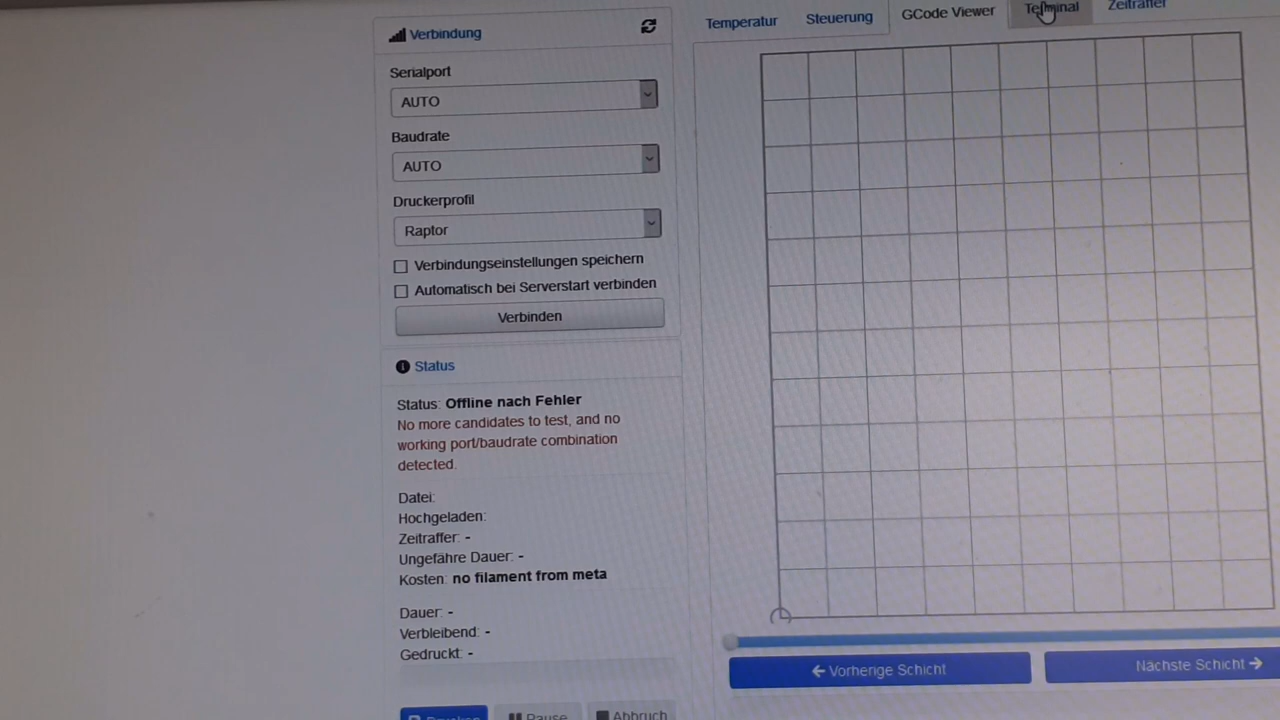 Verbindung
Serialport
AUTO
Baudrate
AUTO
Druckerprofil
Raptor
Verbindungseinstellungen speichern
Automatisch bei Serverstart verbinden
Verbinden
Status
Status: Offline nach Fehler
No more candidates to test, and no
working port/baudrate combination
detected.
Datei:
Hochgeladen:
Zeitraffer: -
Ungefähre Dauer: -
Kosten: no filament from meta
Dauer: -
Verbleibend: -
Gedruckt: -
Drucken
Pause
Abbruch
Temperatur
Steuerung
GCode Viewer
Terminal
Zeitraffer
Vorherige Schicht
Nächste Schicht